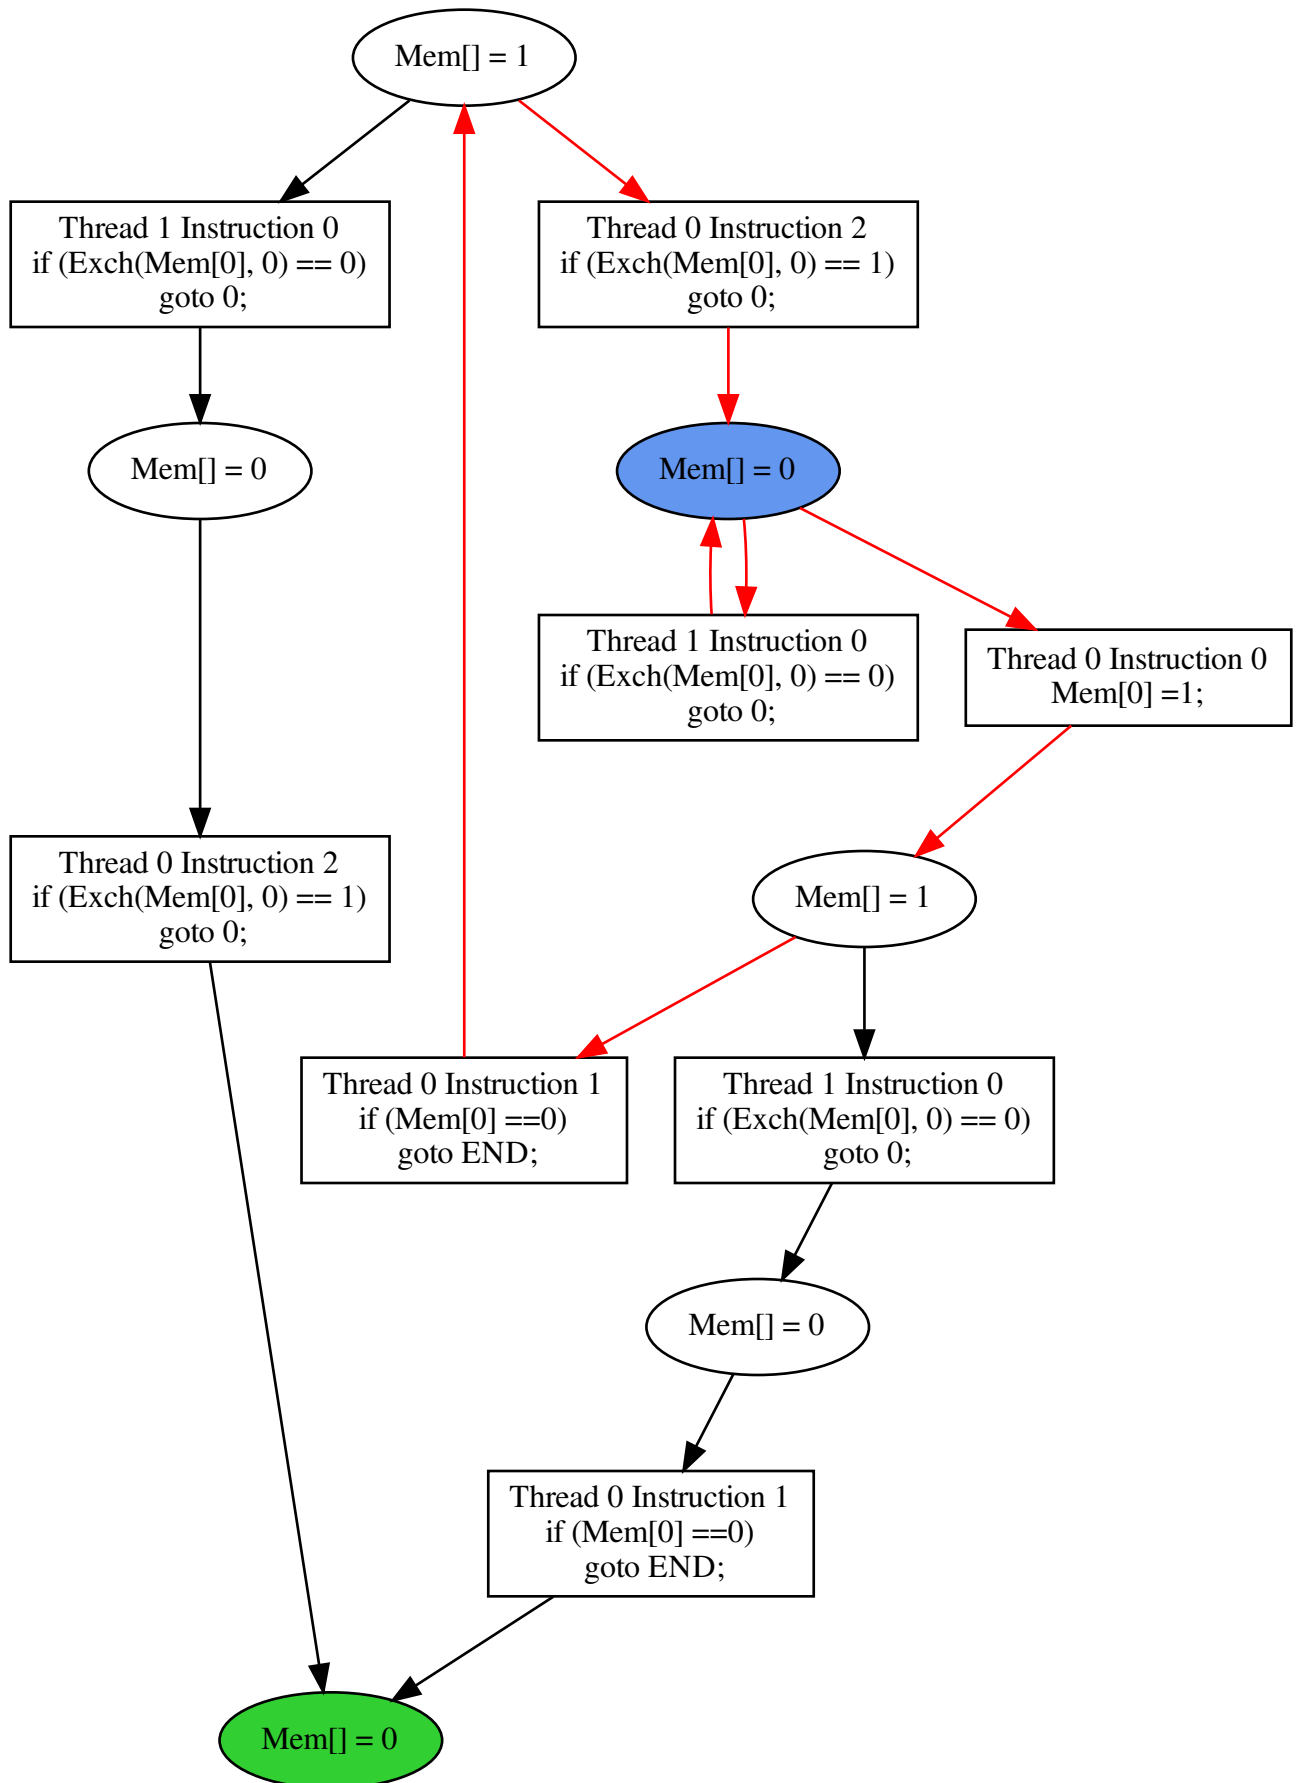 Mem[] = 1
Thread 1 Instruction 0
if (Exch(Mem[0], 0) == 0)
goto 0;
Thread 0 Instruction 2
if (Exch(Mem[0], 0) == 1)
goto 0;
Mem[] = 0
Mem[] = 0
Thread 1 Instruction 0
if (Exch(Mem[0], 0) == 0)
goto 0;
Thread 0 Instruction 0
Mem[0] =1;
Thread 0 Instruction 2
if (Exch(Mem[0], 0) == 1)
goto 0;
Mem[] = 1
Thread 0 Instruction 1
if (Mem[0] ==0)
goto END;
Thread 1 Instruction 0
if (Exch(Mem[0], 0) == 0)
goto 0;
Mem[] = 0
Thread 0 Instruction 1
if (Mem[0] ==0)
goto END;
Mem[] = 0